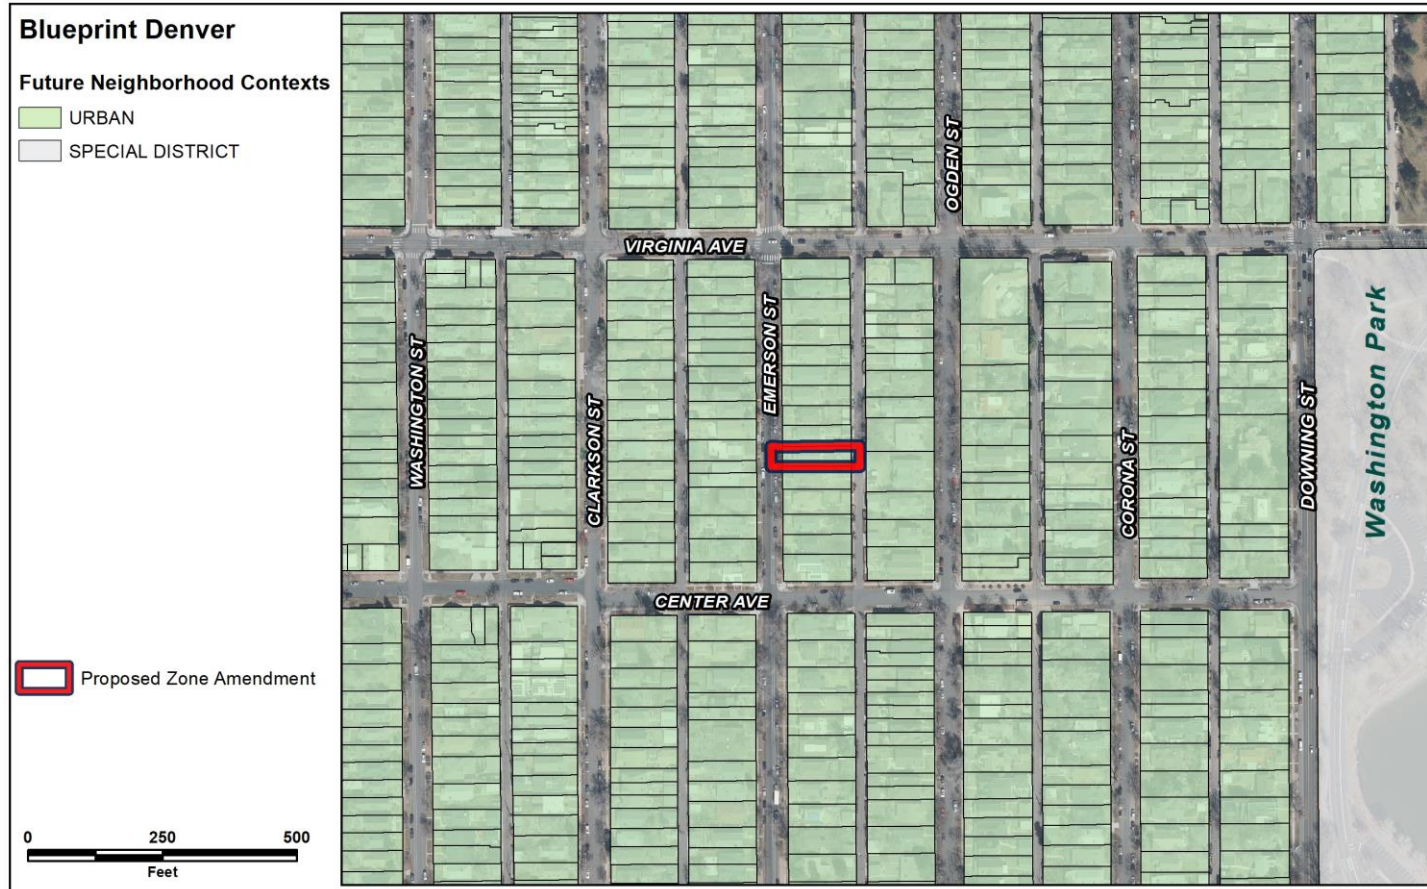 Blueprint Denver
Future Neighborhood Contexts
URBAN
SPECIAL DISTRICT
Proposed Zone Amendment
0 250 500
Feet
OGDEN ST
VIRGINIA AVE
WASHINGTON ST
CLARKSON ST
EMERSON ST
CORONA ST
DOWNING ST
Washington Park
CENTER AVE